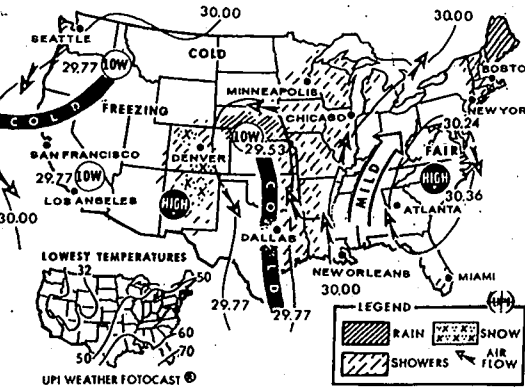 30.00
30.00
SEATTLE
COLD
29.77
LOW
MINNEAPOLIS
BOSTON
COLD
FREEZING
CHICAGO
NEW YORK
30.24
LOW
29.53
FAIR
SAN FRANCISCO
DENVER
29.77
LOW
HIGH
30.36
LOS ANGELES
HIGH
COLD
MILD
ATLANTA
30.00
DALLAS
LOWEST TEMPERATURES
32
50
NEW ORLEANS
MIAMI
29.77
29.77
30.00
LEGEND
UPI
RAIN
SNOW
SHOWERS
AIR
FLOW
60
50
70
UPI WEATHER FOTOCAST ®